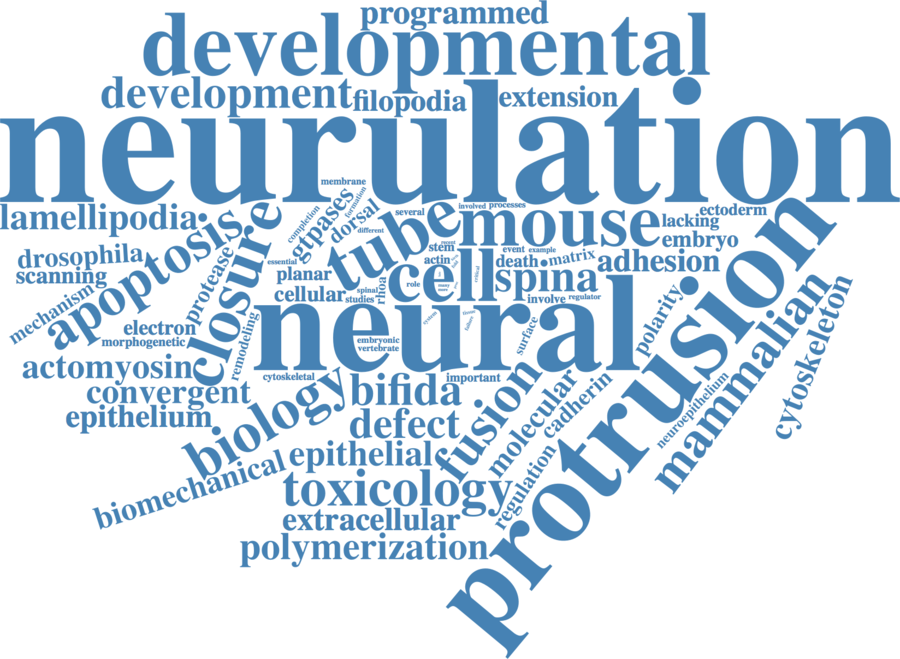 programmed
developmental
development
filopodia
extension
neurulation
membrane
lamellipodia
apoptosis
closure
completion
gtpases
formation
dorsal
different
several
tube
involved
processes
mouse
lacking
ectoderm
embryo
drosophila
scanning
mechanism
protease
essential
planar
cellular
spinal
studies
rhoa
role
cell
stem
actin
event
example
death
matrix
adhesion
spina
involve
regulator
electron
morphogenetic
remodeling
neural
embryonic
vertebrate
surface
polarity
protrusion
mammalian
cytoskeleton
actomyosin
convergent
epithelium
cytoskeletal
important
biology
bifida
defect
fusion
molecular
cadherin
neuroepithelium
regulation
biomechanical
epithelial
toxicology
extracellular
polymerization